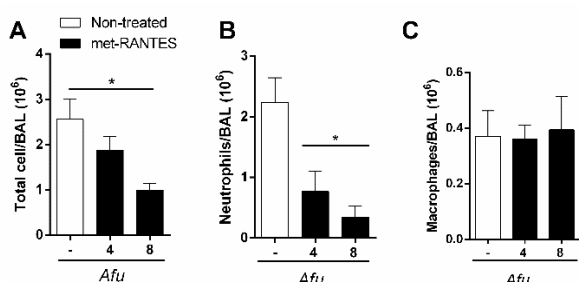 Non-treated
met-RANTES
A
Total cell/BAL (10⁶)
4
3
2
1
0
*
- 4 8
Afu
B
Neutrophils/BAL (10⁶)
3
2
1
0
*
- 4 8
Afu
C
Macrophages/BAL (10⁶)
0.6
0.4
0.2
0.0
- 4 8
Afu